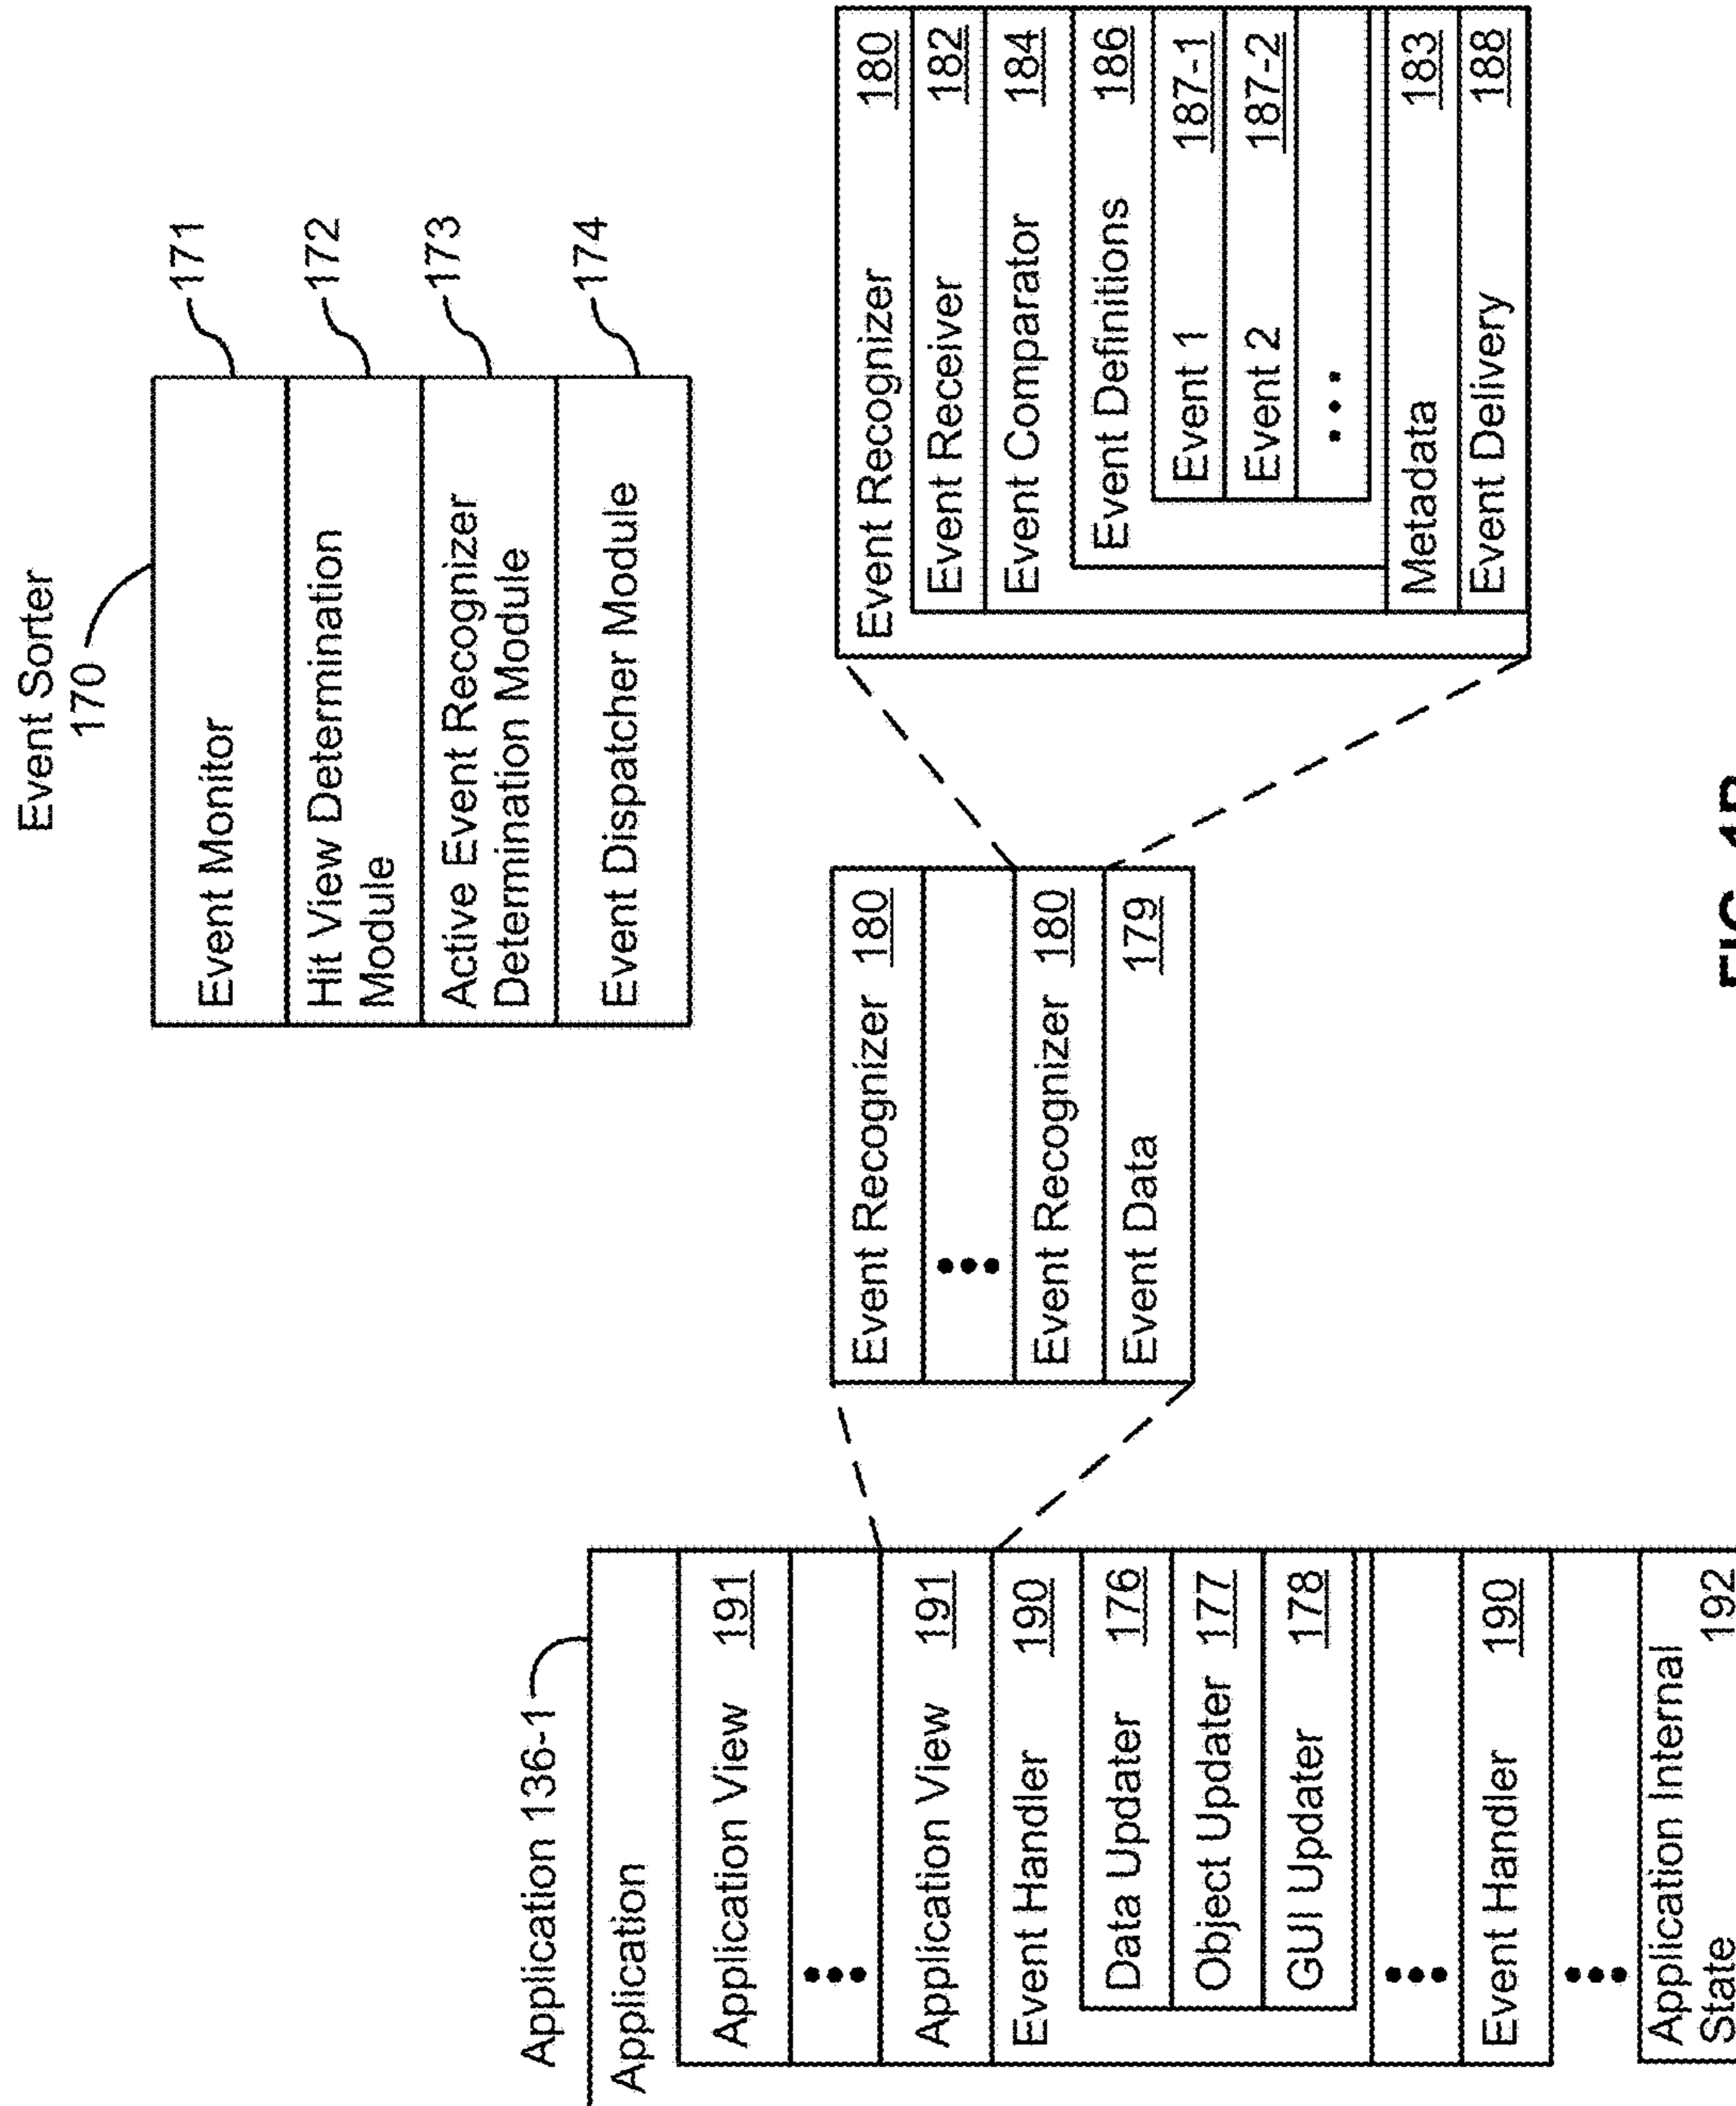 Event Sorter
170
Event Monitor
171
Hit View Determination
Module
172
Active Event Recognizer
Determination Module
173
Event Dispatcher Module
174
Application 136-1
Application
Application View 191
•••
Application View 191
Event Handler 190
Data Updater 176
Object Updater 177
GUI Updater 178
•••
Event Handler 190
•••
Application Internal
State 192
Event Recognizer 180
•••
Event Recognizer 180
Event Data 179
Event Recognizer 180
Event Receiver 182
Event Comparator 184
Event Definitions 186
Event 1 187-1
Event 2 187-2
•••
Metadata 183
Event Delivery 188